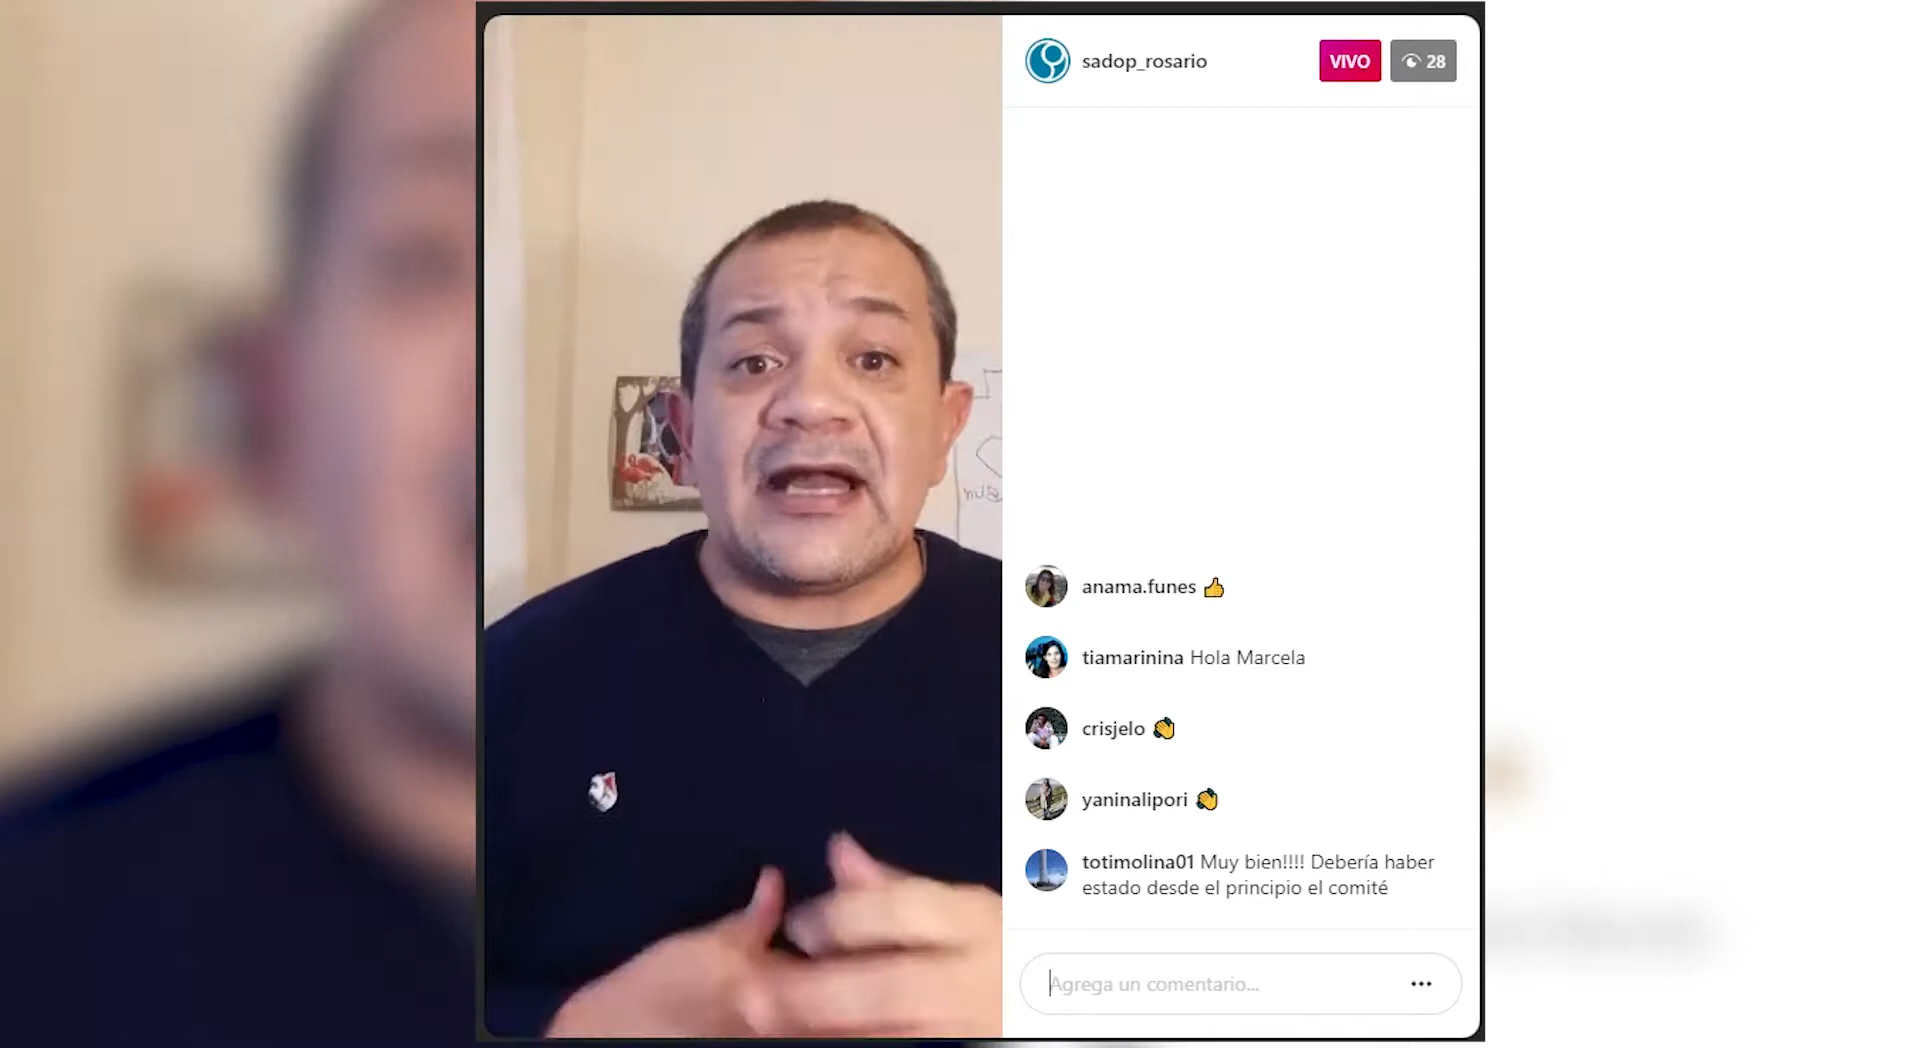 sadop_rosario
VIVO
28
anama.funes 👍
tiamarinina Hola Marcela
crisjelo 👏
yaninalipori 👏
totimolina01 Muy bien!!!! Debería haber
estado desde el principio el comité
Agrega un comentario...